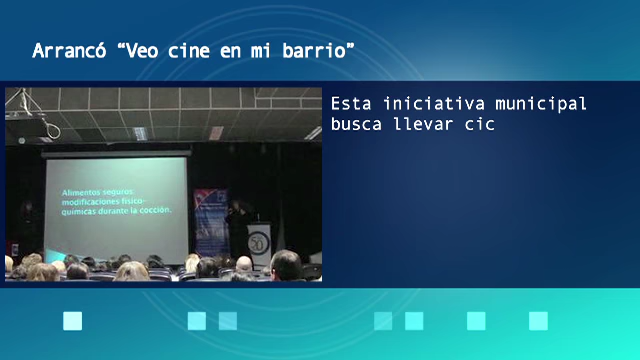 Arrancó “Veo cine en mi barrio”
Esta iniciativa municipal
busca llevar cic
Alimentos seguros:
modificaciones físico-
químicas durante la cocción.
50